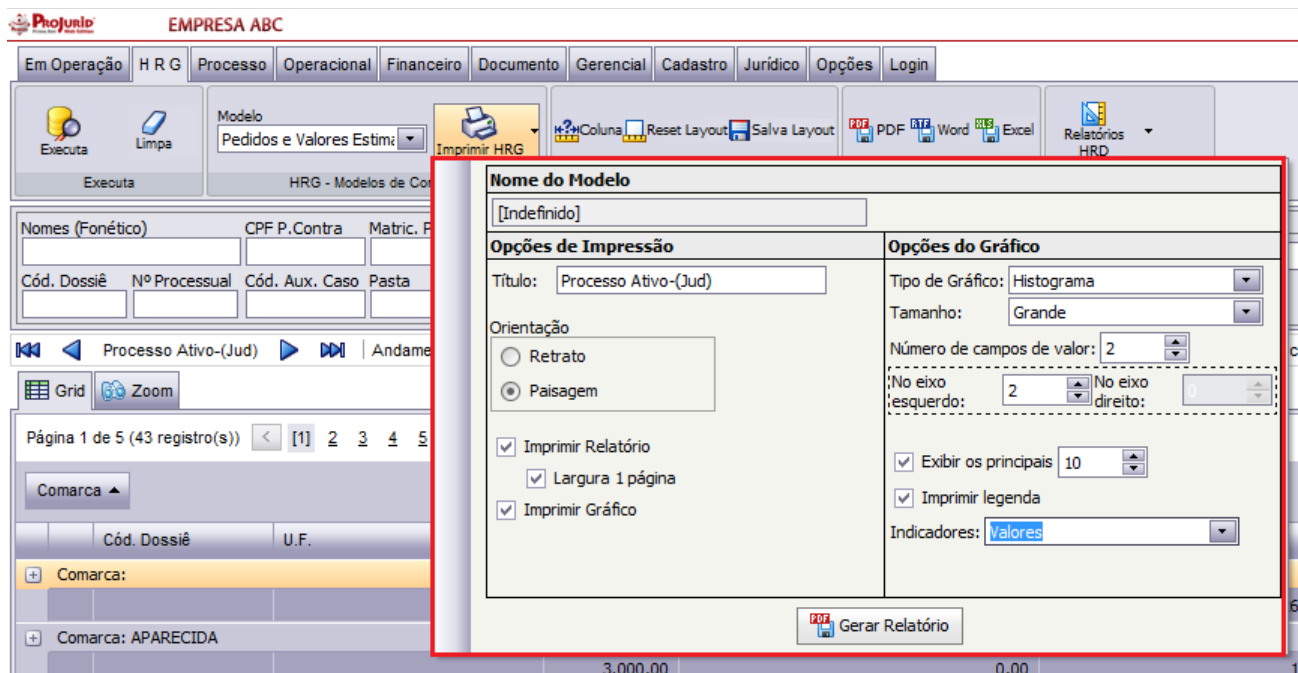 ProJurid EMPRESA ABC
Em Operação H R G Processo Operacional Financeiro Documento Gerencial Cadastro Jurídico Opções Login
Modelo
Pedidos e Valores Estima
Executa Limpa Imprimir HRG Coluna Reset Layout Salva Layout PDF Word Excel Relatórios HRD
Executa HRG - Modelos de Con
Nomes (Fonético) CPF P.Contra Matric. P
Cód. Dossiê Nº Processual Cód. Aux. Caso Pasta
Processo Ativo-(Jud) Andame
Grid Zoom
Página 1 de 5 (43 registro(s)) < [1] 2 3 4 5
Comarca
Cód. Dossiê U.F.
Comarca:
Comarca: APARECIDA
3.000,00 0,00 1
Nome do Modelo
[Indefinido]
Opções de Impressão
Título: Processo Ativo-(Jud)
Orientação
Retrato
Paisagem
Imprimir Relatório
Largura 1 página
Imprimir Gráfico
Opções do Gráfico
Tipo de Gráfico: Histograma
Tamanho: Grande
Número de campos de valor: 2
No eixo esquerdo: 2 No eixo direito: 0
Exibir os principais 10
Imprimir legenda
Indicadores: Valores
Gerar Relatório